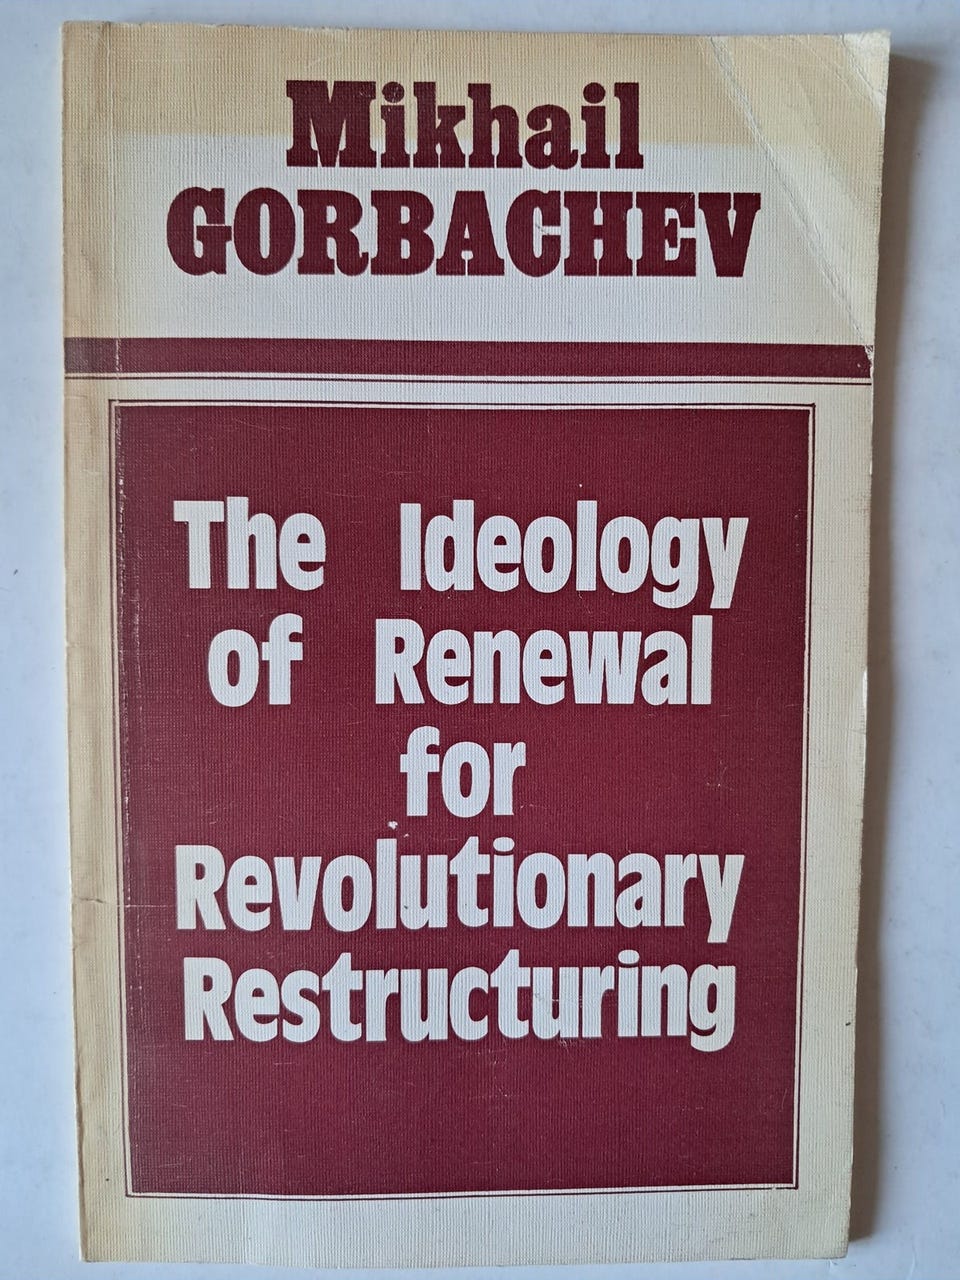 Mikhail
GORBACHEV
The Ideology
of Renewal
for
Revolutionary
Restructuring